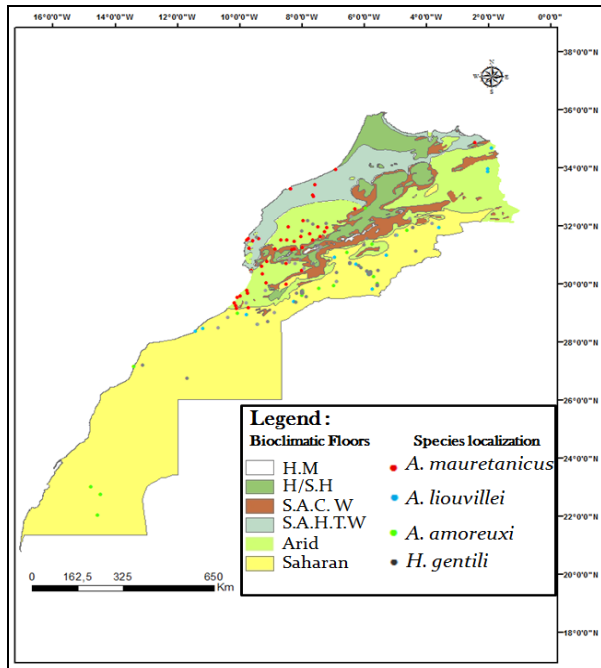 16°0'0"W 14°0'0"W 12°0'0"W 10°0'0"W 8°0'0"W 6°0'0"W 4°0'0"W 2°0'0"W 0°0'0"
38°0'0"N
36°0'0"N
34°0'0"N
32°0'0"N
30°0'0"N
28°0'0"N
26°0'0"N
24°0'0"N
22°0'0"N
20°0'0"N
18°0'0"N
N
E
S
Legend :
Bioclimatic Floors Species localization
H.M
H/S.H
S.A.C. W
S.A.H.T.W
Arid
Saharan
A. mauretanicus
A. liouvillei
A. amoreuxi
H. gentili
0 162,5 325 650
Km